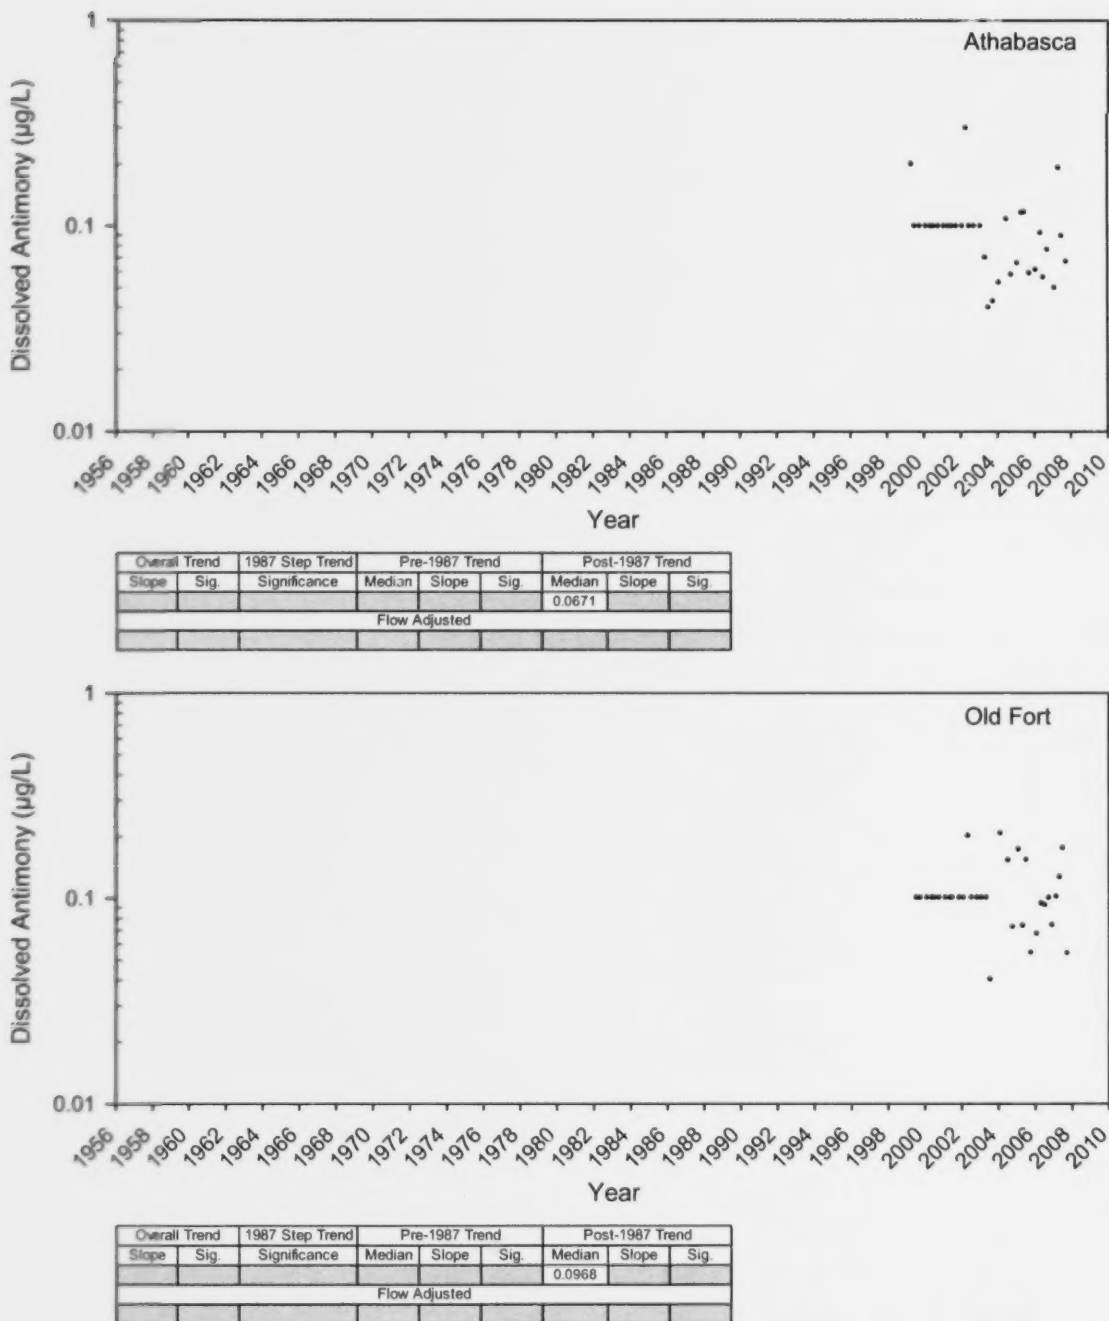 Athabasca
Dissolved Antimony (µg/L)
1
0.1
0.01
1956 1958 1960 1962 1964 1966 1968 1970 1972 1974 1976 1978 1980 1982 1984 1986 1988 1990 1992 1994 1996 1998 2000 2002 2004 2006 2008 2010
Year
Overall Trend 1987 Step Trend Pre-1987 Trend Post-1987 Trend
Slope Sig. Significance Median Slope Sig. Median Slope Sig.
0.0671
Flow Adjusted
Old Fort
Dissolved Antimony (µg/L)
1
0.1
0.01
1956 1958 1960 1962 1964 1966 1968 1970 1972 1974 1976 1978 1980 1982 1984 1986 1988 1990 1992 1994 1996 1998 2000 2002 2004 2006 2008 2010
Year
Overall Trend 1987 Step Trend Pre-1987 Trend Post-1987 Trend
Slope Sig. Significance Median Slope Sig. Median Slope Sig.
0.0968
Flow Adjusted